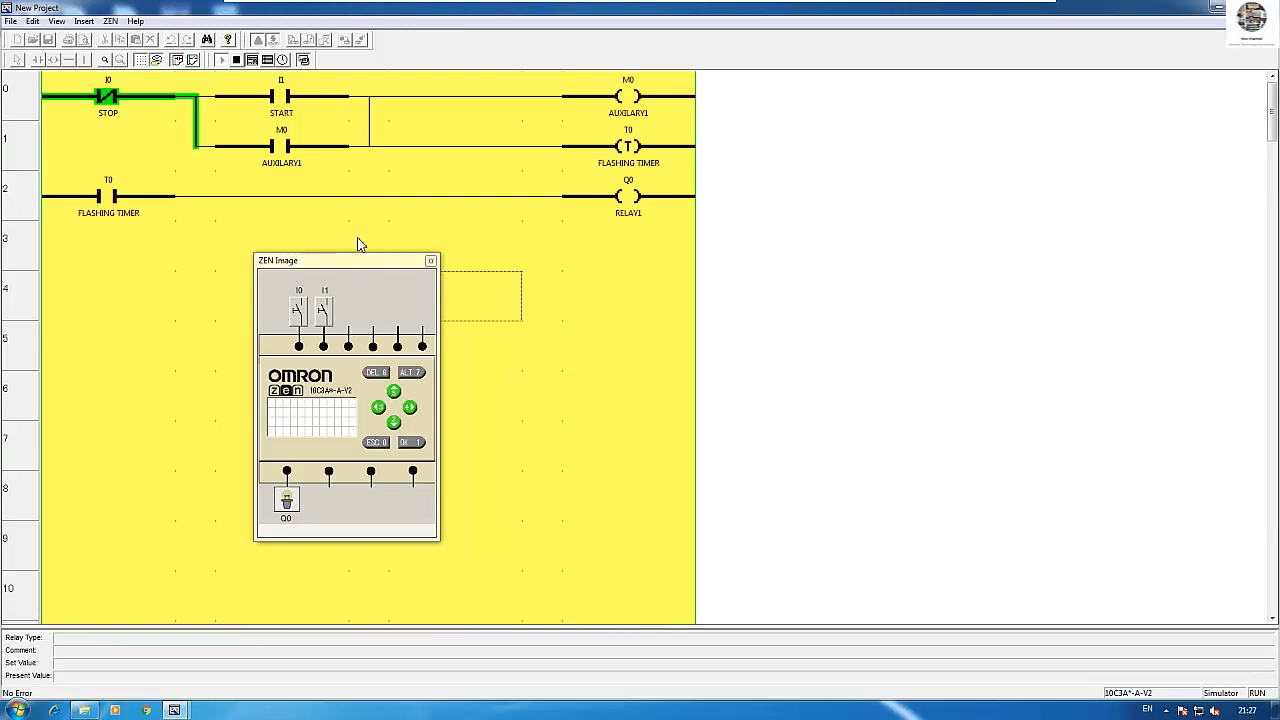 New Project
File Edit View Insert ZEN Help
0
I0
STOP
I1
START
M0
AUXILARY1
1
M0
AUXILARY1
T0
T
FLASHING TIMER
2
T0
FLASHING TIMER
Q0
RELAY1
3
4
5
6
7
8
9
10
ZEN Image
I0 I1
OMRON
zen 10C3A*-A-V2
DEL 6 ALT 7
ESC 0 OK 1
Q0
Relay Type:
Comment:
Set Value:
Present Value:
No Error
10C3A*-A-V2 Simulator RUN
EN 21:27